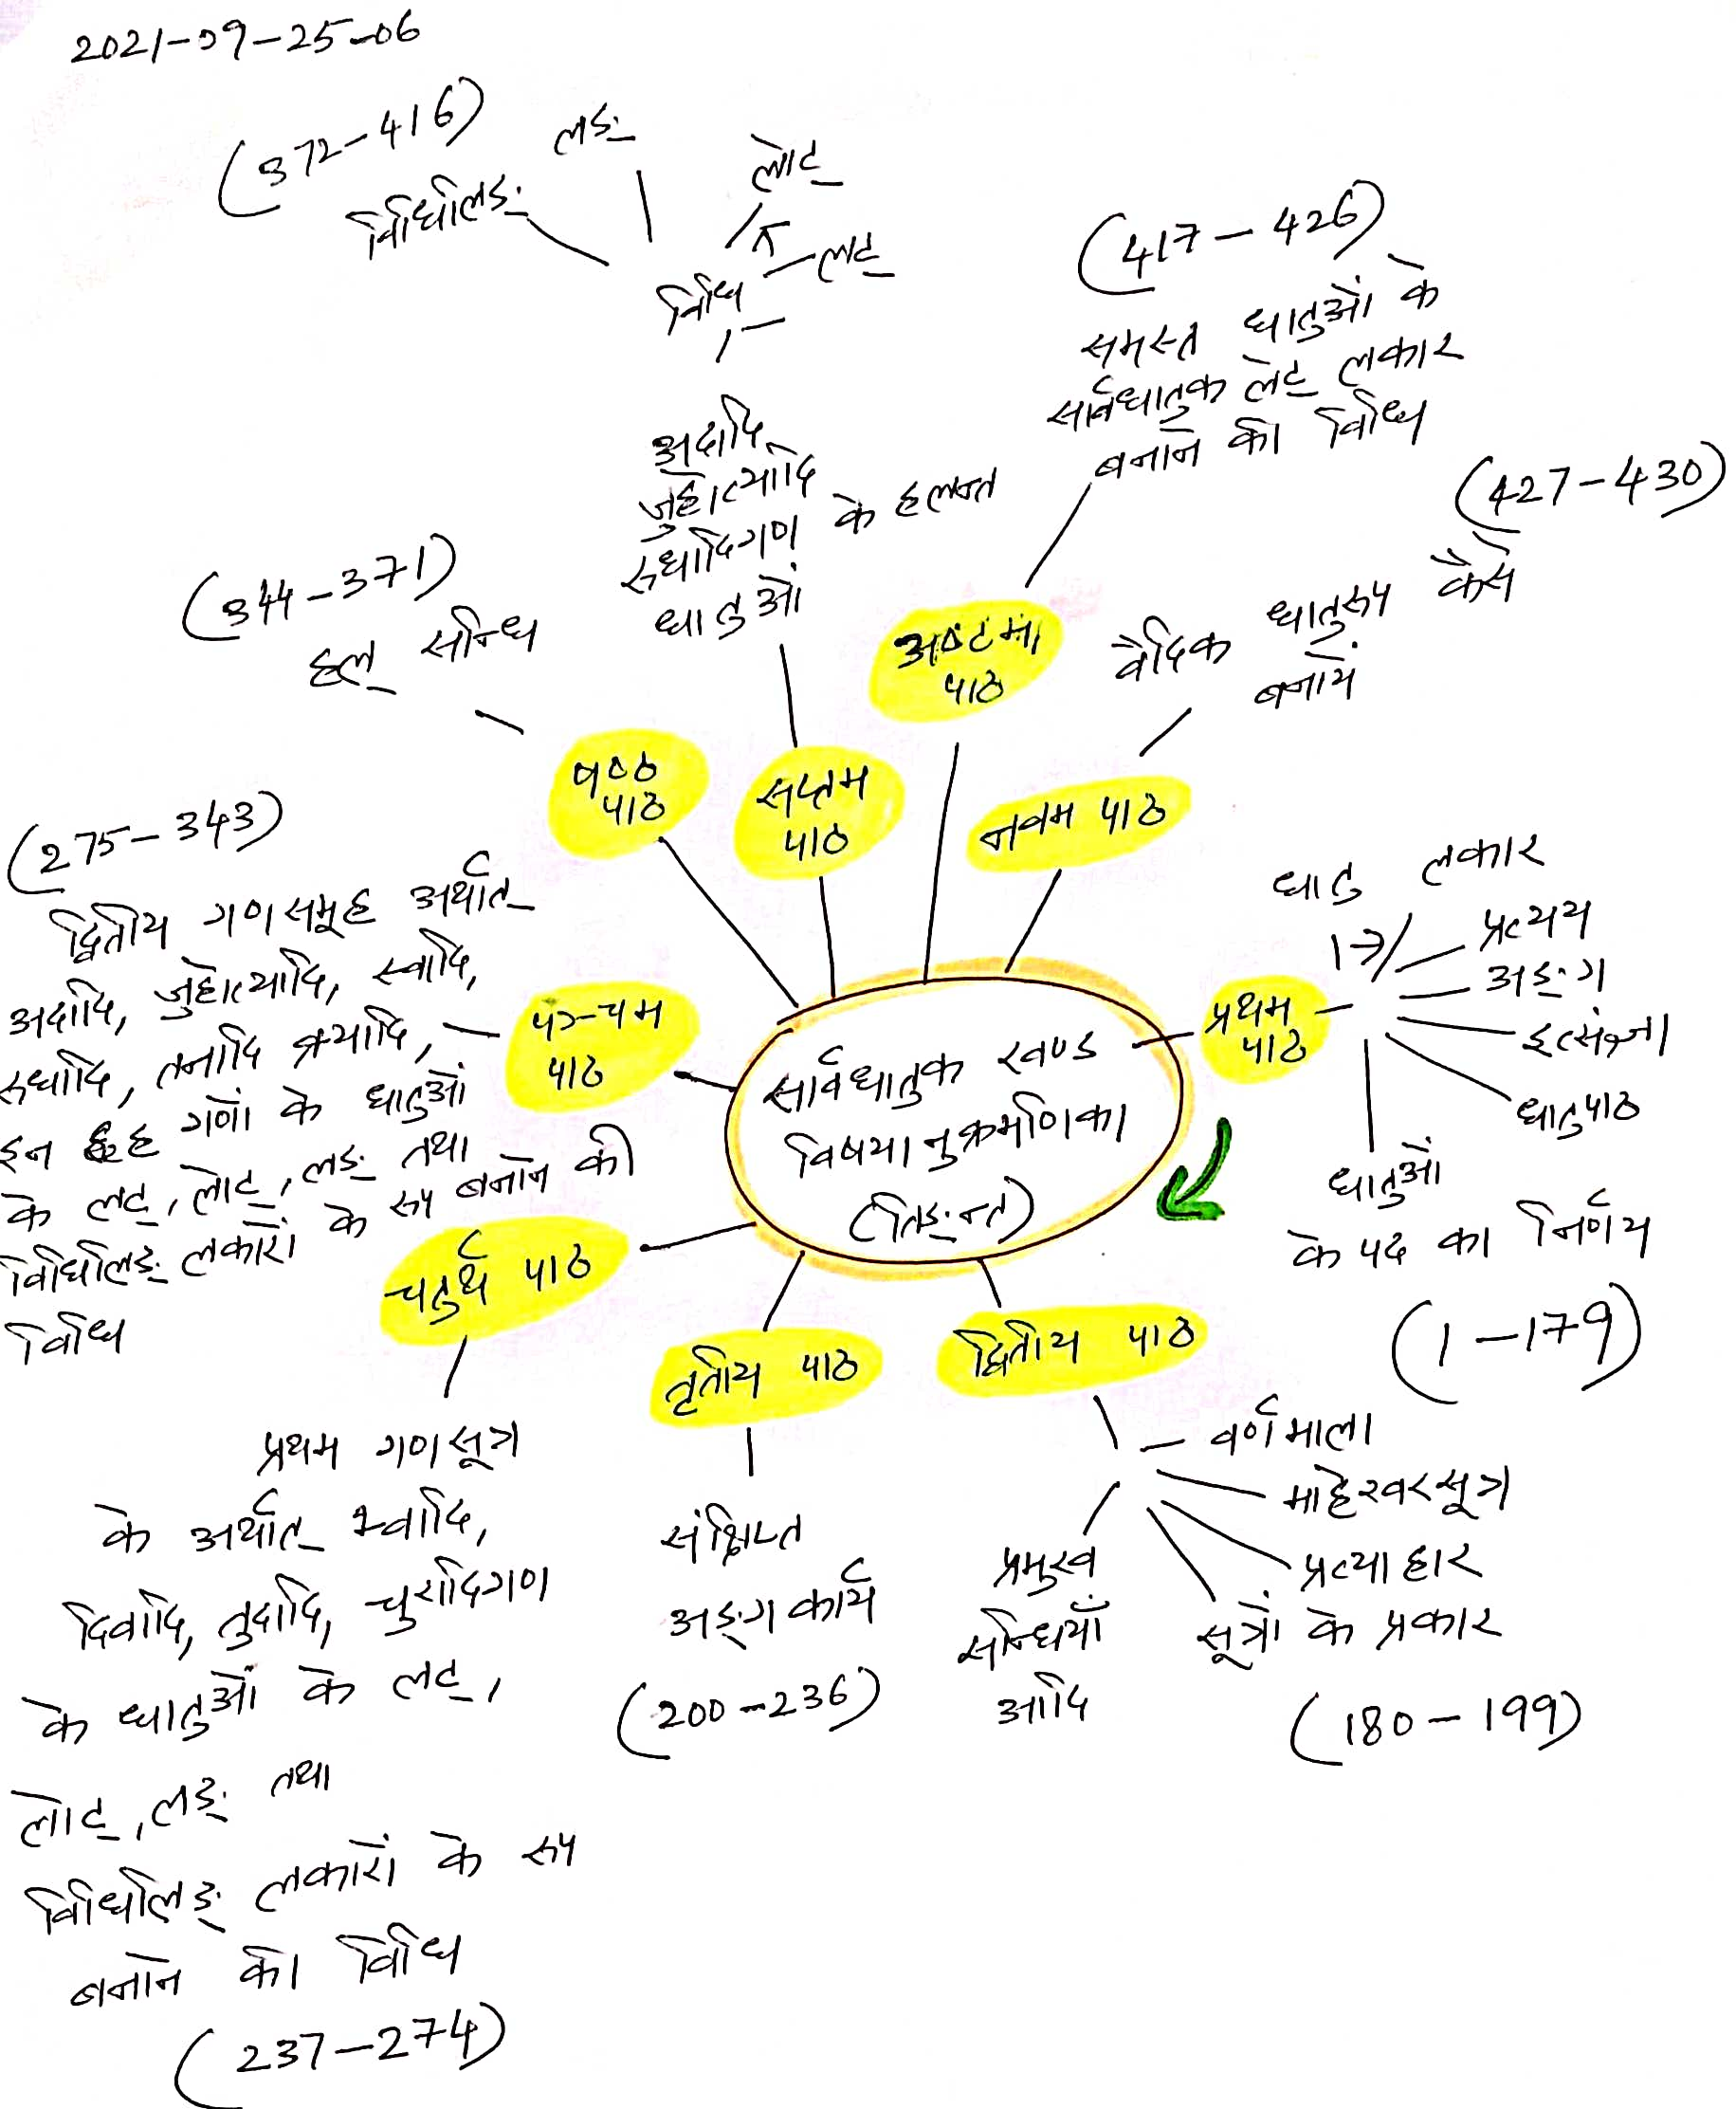 2021-09-25-06
सार्वधातुक खण्ड
विषयानुक्रमणिका
(तिङन्त)
प्रथम
पाठ
धातु लकार
प्रत्यय
अङ्ग
इत्संज्ञा
धातुपाठ
धातुओं
के पद का निर्णय
(1-179)
द्वितीय पाठ
वर्णमाला
माहेश्वरसूत्र
प्रत्याहार
सूत्रों के प्रकार
प्रमुख
सन्धियाँ
आदि
(180-199)
तृतीय पाठ
संक्षिप्त
अङ्ग कार्य
(200-236)
चतुर्थ पाठ
प्रथम गण सूत्र
के अर्थात् भ्वादि,
दिवादि, तुदादि, चुरादिगण
के धातुओं के लट्,
लोट्, लङ् तथा
विधिलिङ् लकारों के रूप
बनाने की विधि
(237-274)
पञ्चम
पाठ
(275-343)
द्वितीय गणसमूह अर्थात्
अदादि, जुहोत्यादि, स्वादि,
रुधादि, तनादि क्र्यादि,
इन छह गणों के धातुओं
के लट्, लोट्, लङ् तथा
विधिलिङ् लकारों के रूप बनाने की
विधि
षष्ठ
पाठ
(344-371)
हल् सन्धि
सप्तम
पाठ
अदादि
जुहोत्यादि
रुधादिगण के हलन्त
धातुओं
विधि
लट्
लोट्
लङ्
विधिलिङ्
(372-416)
अष्टमा
पाठ
(417-426)
समस्त धातुओं के
सार्वधातुक लेट् लकार
बनाने की विधि
नवम पाठ
(427-430)
वैदिक धातुरूप कैसे
बनायें